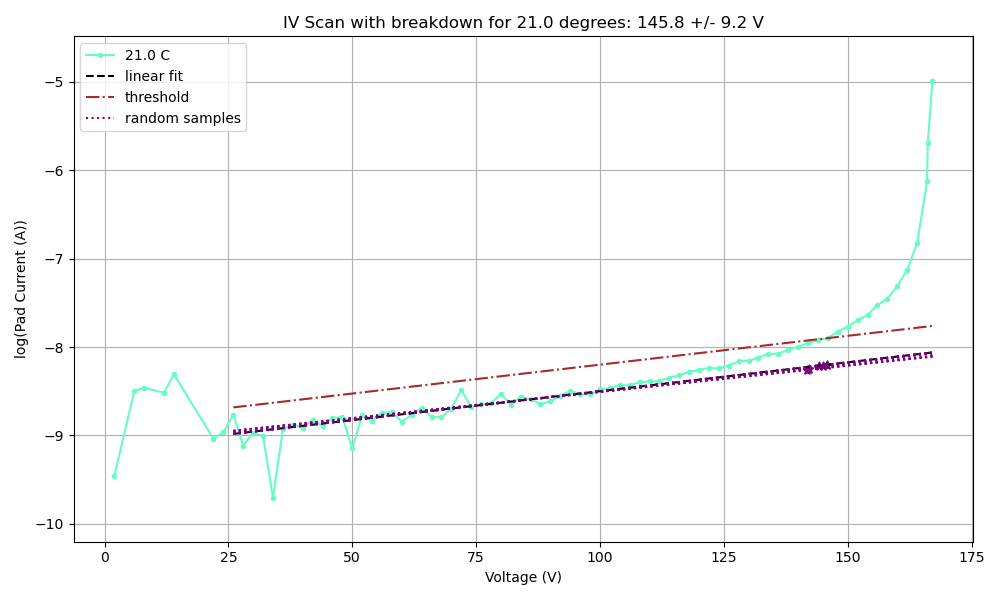 IV Scan with breakdown for 21.0 degrees: 145.8 +/- 9.2 V
21.0 C
linear fit
threshold
random samples
log(Pad Current (A))
−5
−6
−7
−8
−9
−10
0
25
50
75
100
125
150
175
Voltage (V)